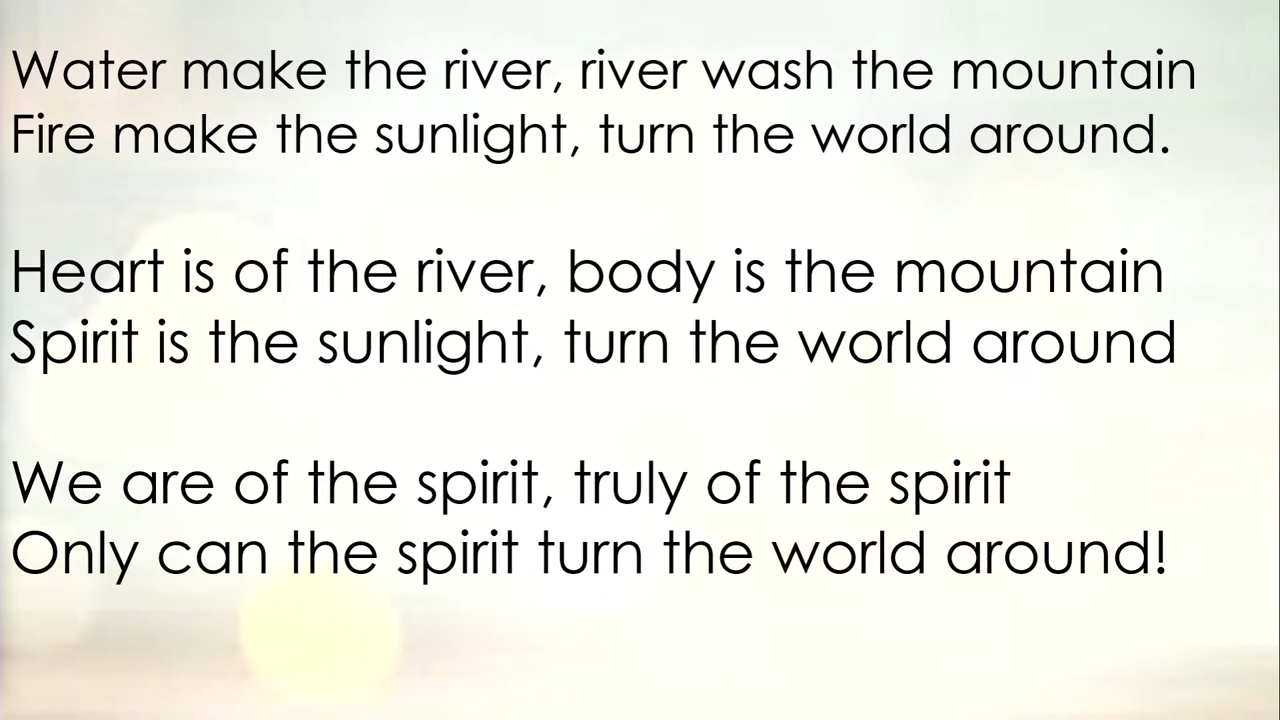 Water make the river, river wash the mountain
Fire make the sunlight, turn the world around.
Heart is of the river, body is the mountain
Spirit is the sunlight, turn the world around
We are of the spirit, truly of the spirit
Only can the spirit turn the world around!